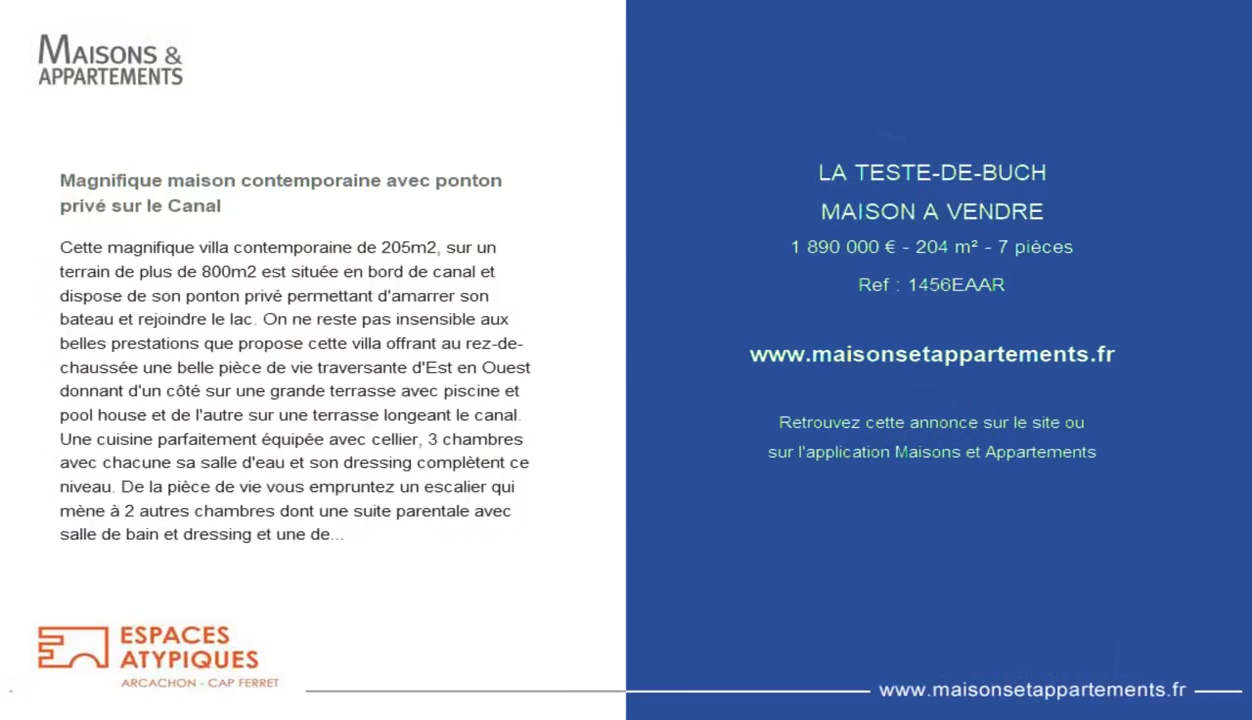 MAISONS &
APPARTEMENTS
Magnifique maison contemporaine avec ponton
privé sur le Canal
Cette magnifique villa contemporaine de 205m2, sur un
terrain de plus de 800m2 est située en bord de canal et
dispose de son ponton privé permettant d'amarrer son
bateau et rejoindre le lac. On ne reste pas insensible aux
belles prestations que propose cette villa offrant au rez-de-
chaussée une belle pièce de vie traversante d'Est en Ouest
donnant d'un côté sur une grande terrasse avec piscine et
pool house et de l'autre sur une terrasse longeant le canal.
Une cuisine parfaitement équipée avec cellier, 3 chambres
avec chacune sa salle d'eau et son dressing complètent ce
niveau. De la pièce de vie vous empruntez un escalier qui
mène à 2 autres chambres dont une suite parentale avec
salle de bain et dressing et une de...
ESPACES
ATYPIQUES
ARCACHON - CAP FERRET
LA TESTE-DE-BUCH
MAISON A VENDRE
1 890 000 € - 204 m² - 7 pièces
Ref : 1456EAAR
www.maisonsetappartements.fr
Retrouvez cette annonce sur le site ou
sur l'application Maisons et Appartements
www.maisonsetappartements.fr